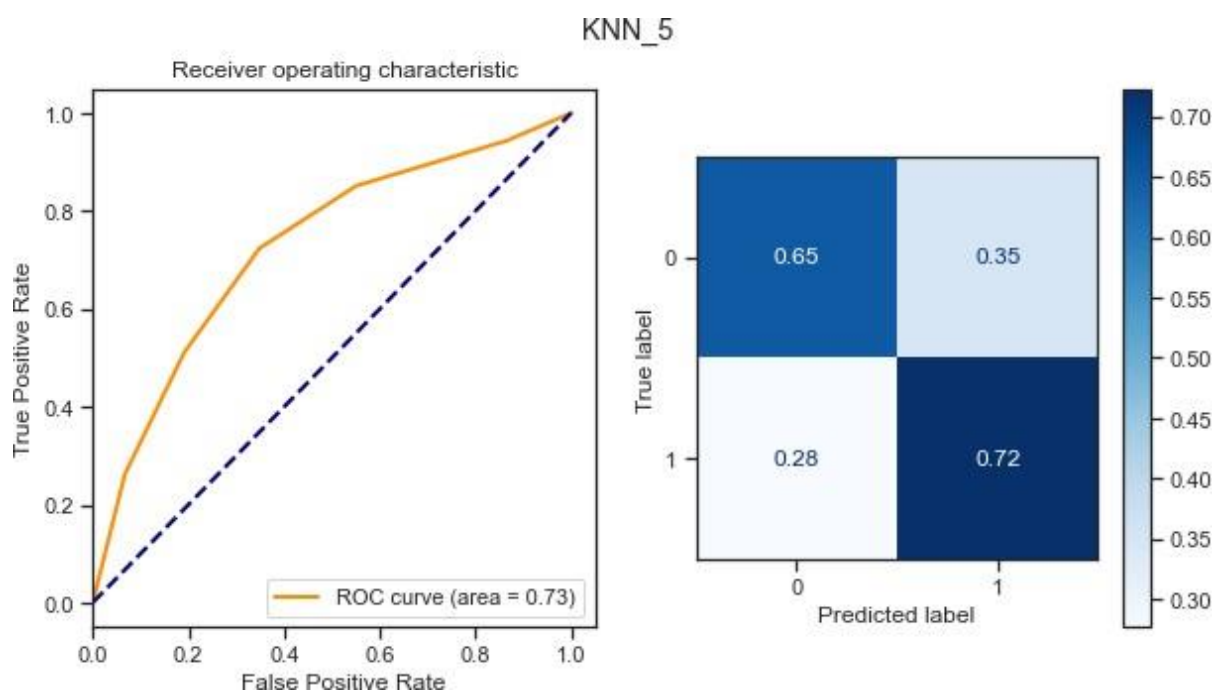 KNN_5
Receiver operating characteristic
1.0
0.8
0.6
0.4
0.2
0.0
True Positive Rate
0.0 0.2 0.4 0.6 0.8 1.0
False Positive Rate
ROC curve (area = 0.73)
True label
0
1
0.65 0.35
0.28 0.72
0 1
Predicted label
0.70
0.65
0.60
0.55
0.50
0.45
0.40
0.35
0.30